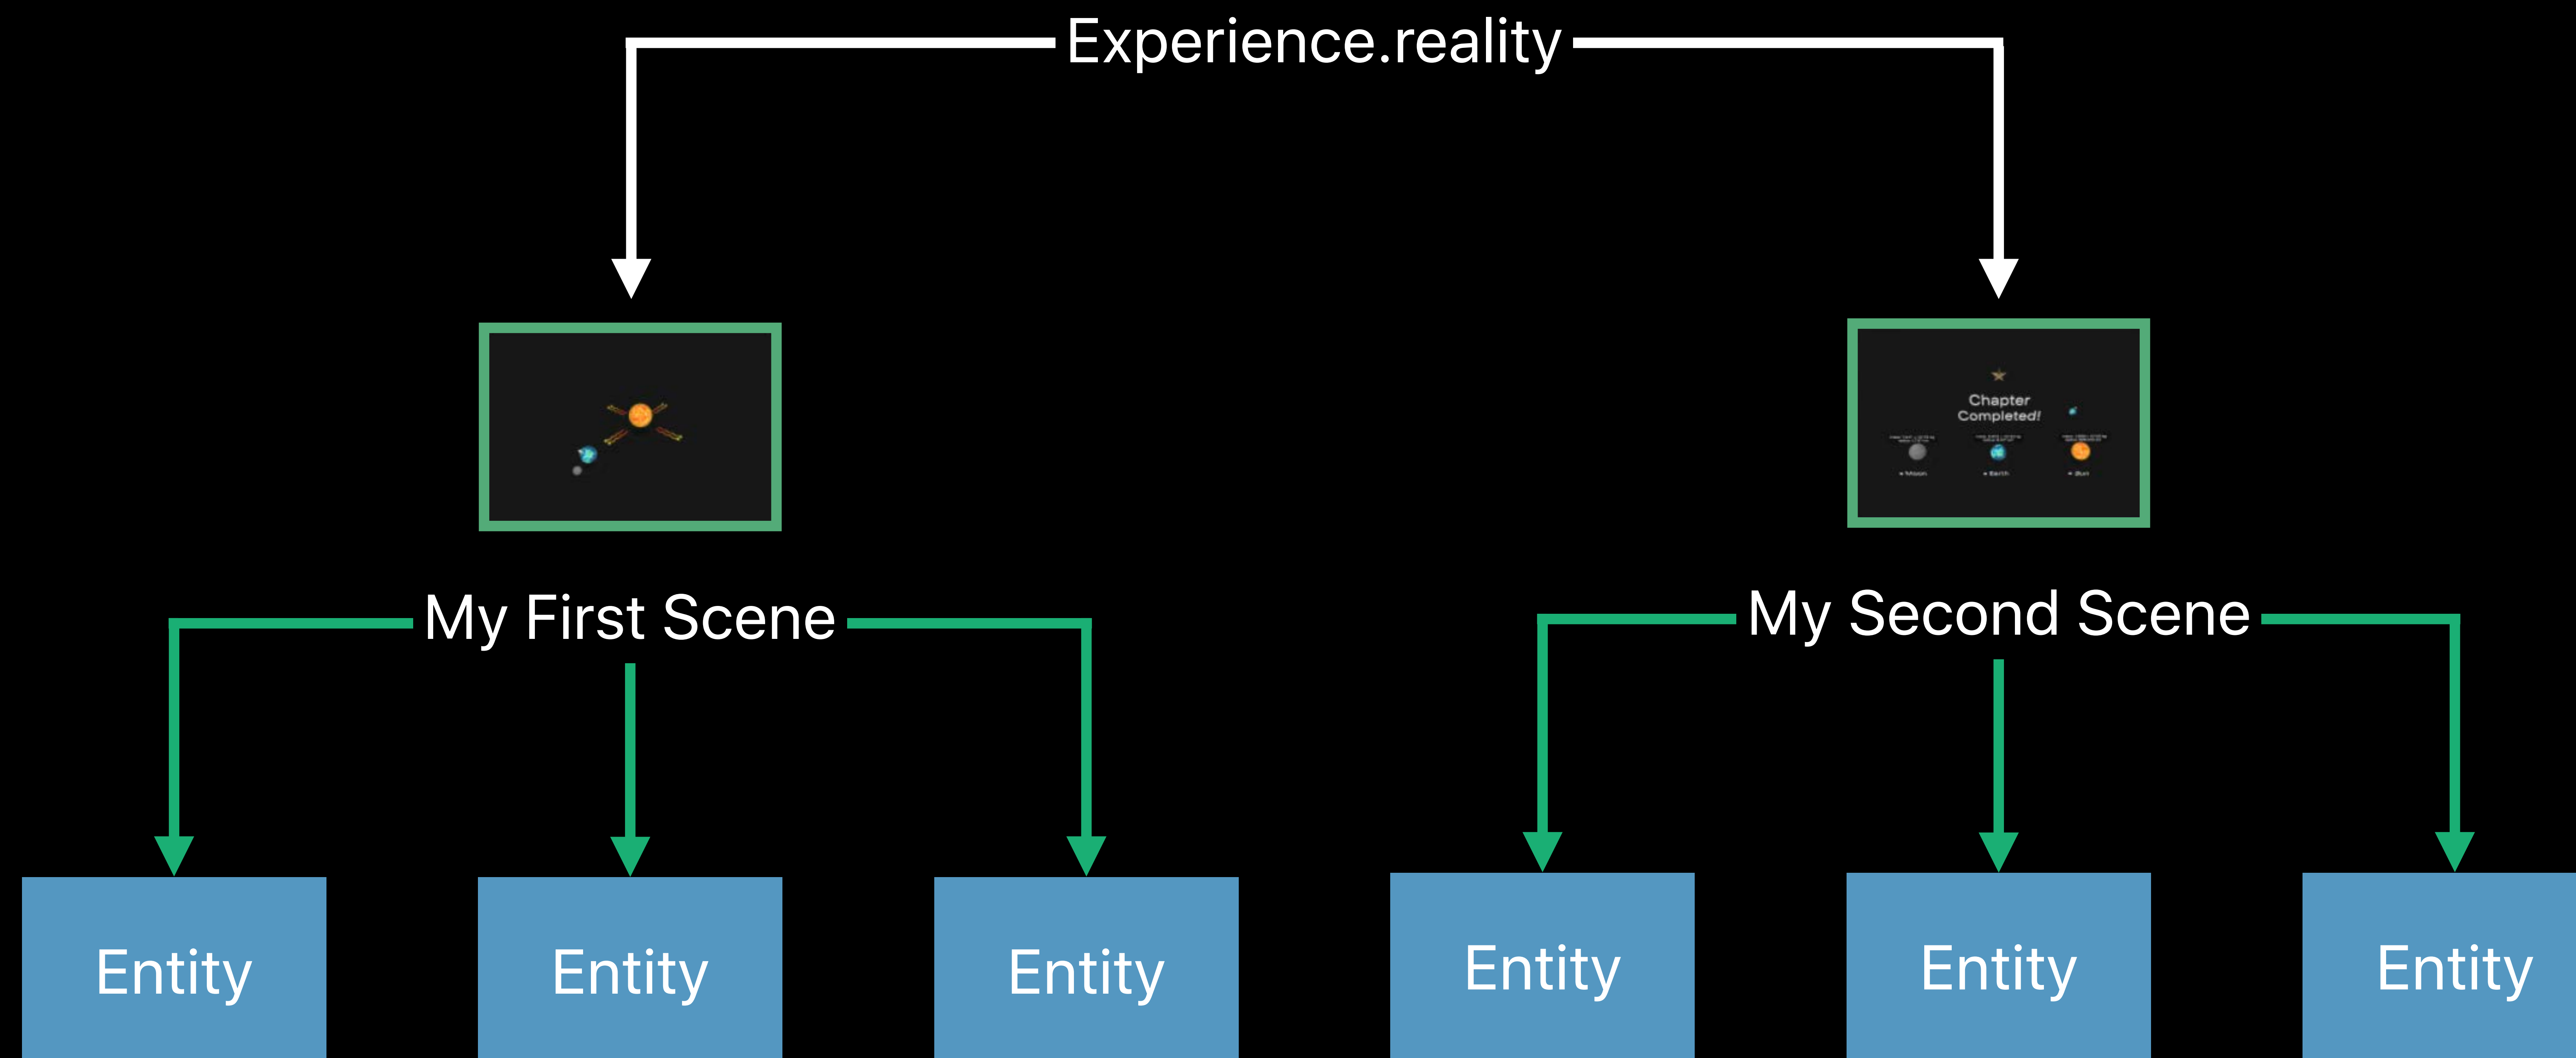 Experience.reality
Chapter
Completed!
My First Scene
My Second Scene
Entity
Entity
Entity
Entity
Entity
Entity